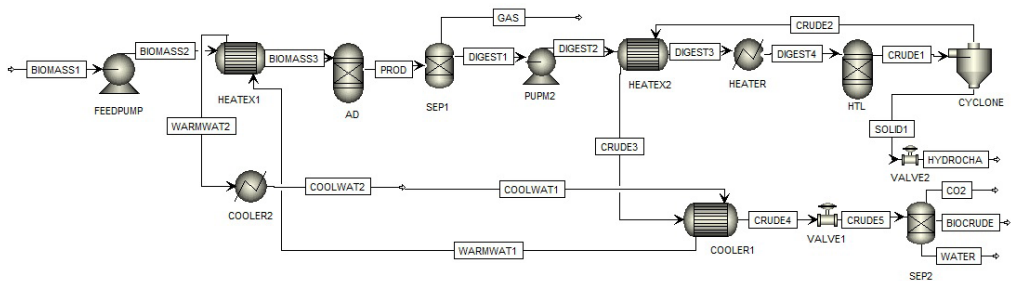 GAS
CRUDE2
BIOMASS2
BIOMASS1
BIOMASS3
PROD
DIGEST1
DIGEST2
DIGEST3
DIGEST4
CRUDE1
FEEDPUMP
HEATEX1
AD
SEP1
PUPM2
HEATEX2
HEATER
HTL
CYCLONE
WARMWAT2
SOLID1
CRUDE3
HYDROCHA
VALVE2
COOLWAT2
COOLWAT1
CO2
COOLER2
CRUDE4
CRUDE5
BIOCRUDE
VALVE1
WARMWAT1
COOLER1
WATER
SEP2